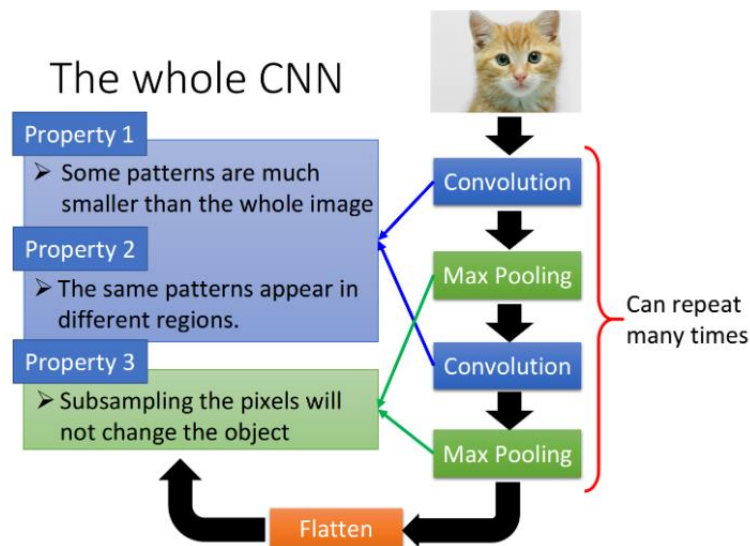 The whole CNN
Property 1
➢ Some patterns are much
smaller than the whole image
Property 2
➢ The same patterns appear in
different regions.
Property 3
➢ Subsampling the pixels will
not change the object
Convolution
Max Pooling
Convolution
Max Pooling
Can repeat
many times
Flatten